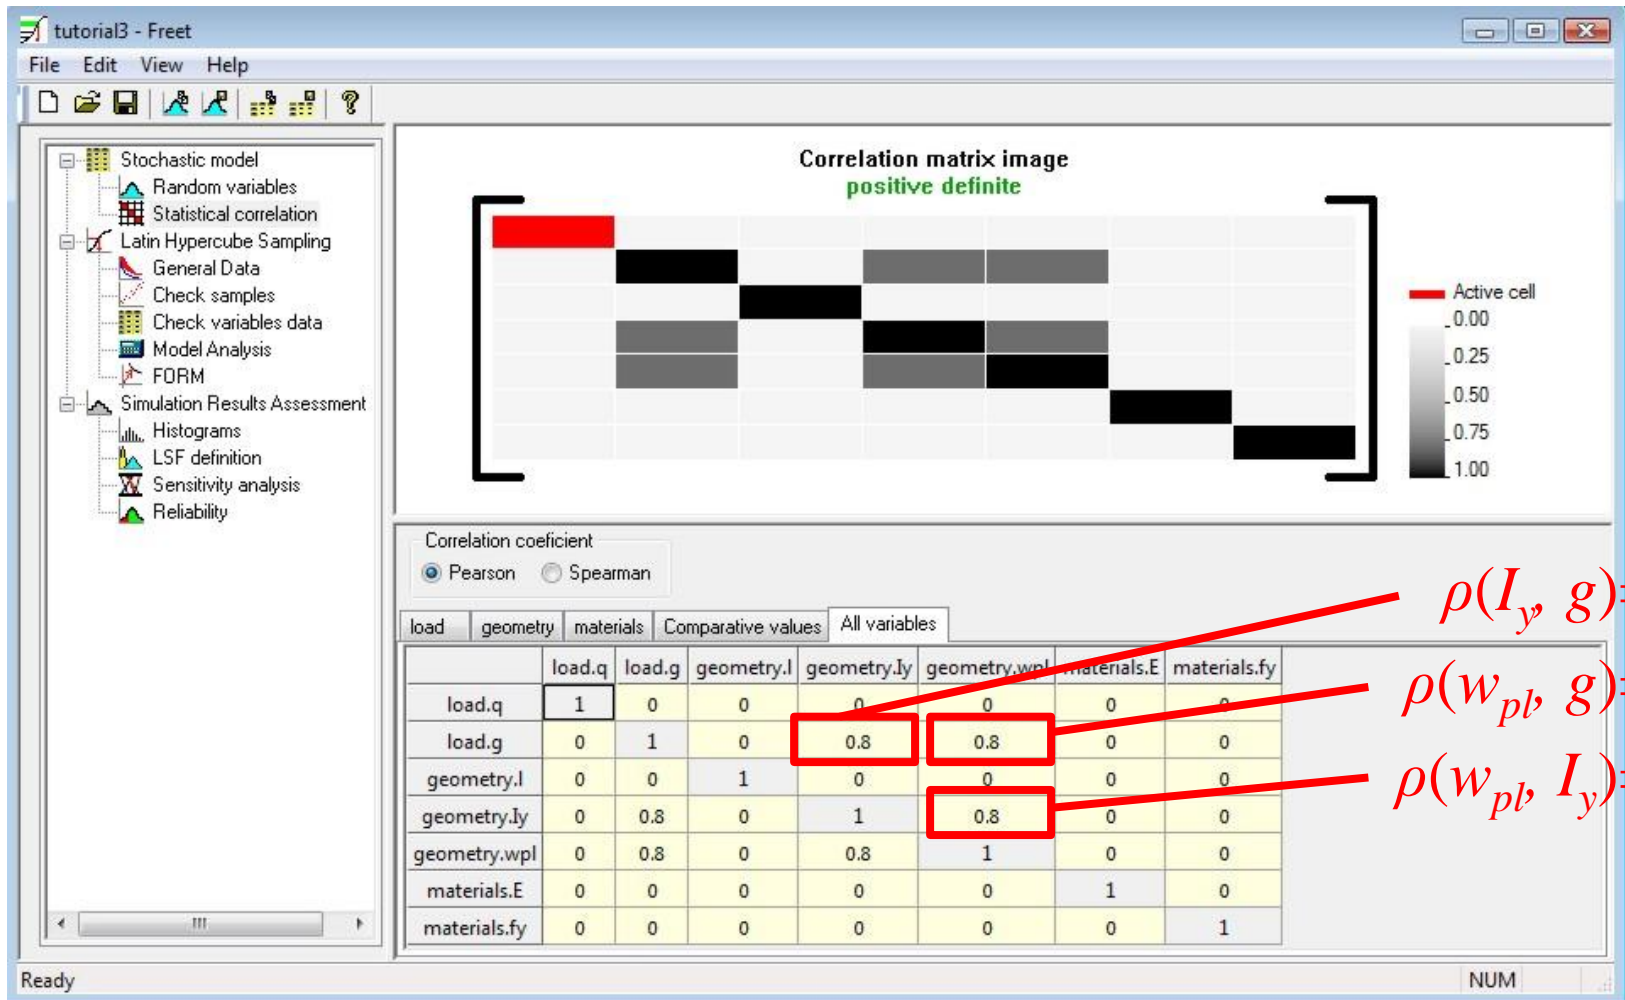 tutorial3 - Freet
File Edit View Help
Stochastic model
Random variables
Statistical correlation
Latin Hypercube Sampling
General Data
Check samples
Check variables data
Model Analysis
FORM
Simulation Results Assessment
Histograms
LSF definition
Sensitivity analysis
Reliability
Correlation matrix image
positive definite
Active cell
0.00
0.25
0.50
0.75
1.00
Correlation coeficient
Pearson Spearman
load geometry materials Comparative values All variables
load.q load.g geometry.l geometry.Iy geometry.wpl materials.E materials.fy
load.q 1 0 0 0 0 0 0
load.g 0 1 0 0.8 0.8 0 0
geometry.l 0 0 1 0 0 0 0
geometry.Iy 0 0.8 0 1 0.8 0 0
geometry.wpl 0 0.8 0 0.8 1 0 0
materials.E 0 0 0 0 0 1 0
materials.fy 0 0 0 0 0 0 1
ρ(I_y, g)=
ρ(w_pl, g)=
ρ(w_pl, I_y)=
Ready NUM